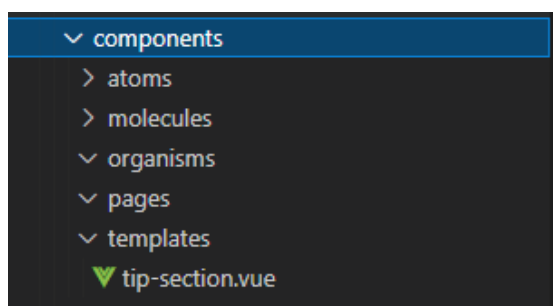 components
atoms
molecules
organisms
pages
templates
tip-section.vue